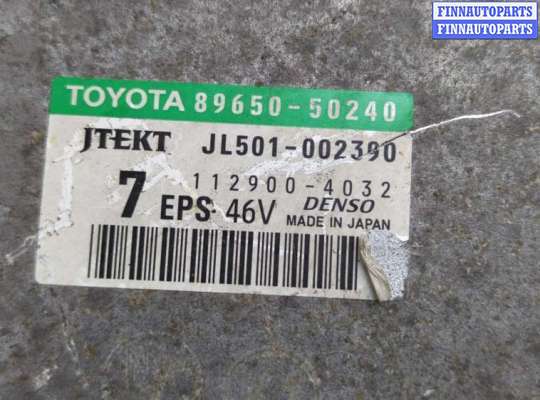 FINNAUTOPARTS
FINNAUTOPARTS
TOYOTA 89650-50240
JTEKT JL501-002390
112900-4032
7 EPS 46V DENSO
MADE IN JAPAN